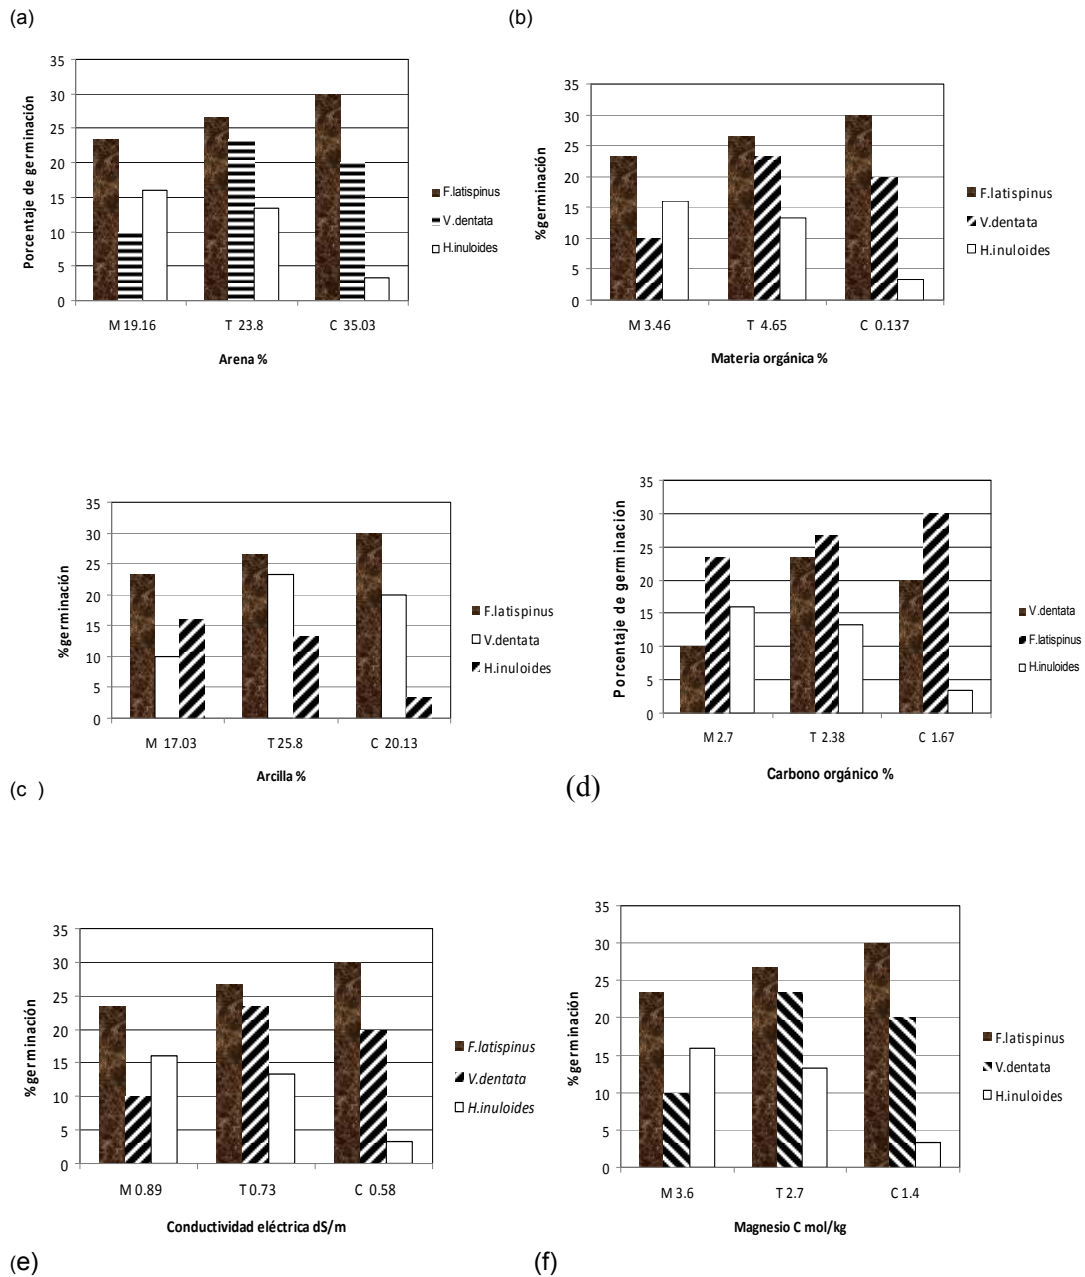 (a)
(b)
Porcentaje de germinación
35
30
25
20
15
10
5
0
M 19.16 T 23.8 C 35.03
Arena %
F.latispinus
V.dentata
H.inuloides
%germinación
35
30
25
20
15
10
5
0
M 3.46 T 4.65 C 0.137
Materia orgánica %
F.latispinus
V.dentata
H.inuloides
%germinación
35
30
25
20
15
10
5
0
M 17.03 T 25.8 C 20.13
Arcilla %
F.latispinus
V.dentata
H.inuloides
(c )
Porcentaje de germinación
35
30
25
20
15
10
5
0
M 2.7 T 2.38 C 1.67
Carbono orgánico %
V.dentata
F.latispinus
H.inuloides
(d)
%germinación
35
30
25
20
15
10
5
0
M 0.89 T 0.73 C 0.58
Conductividad eléctrica dS/m
F.latispinus
V.dentata
H.inuloides
(e)
%germinación
35
30
25
20
15
10
5
0
M 3.6 T 2.7 C 1.4
Magnesio C mol/kg
F.latispinus
V.dentata
H.inuloides
(f)